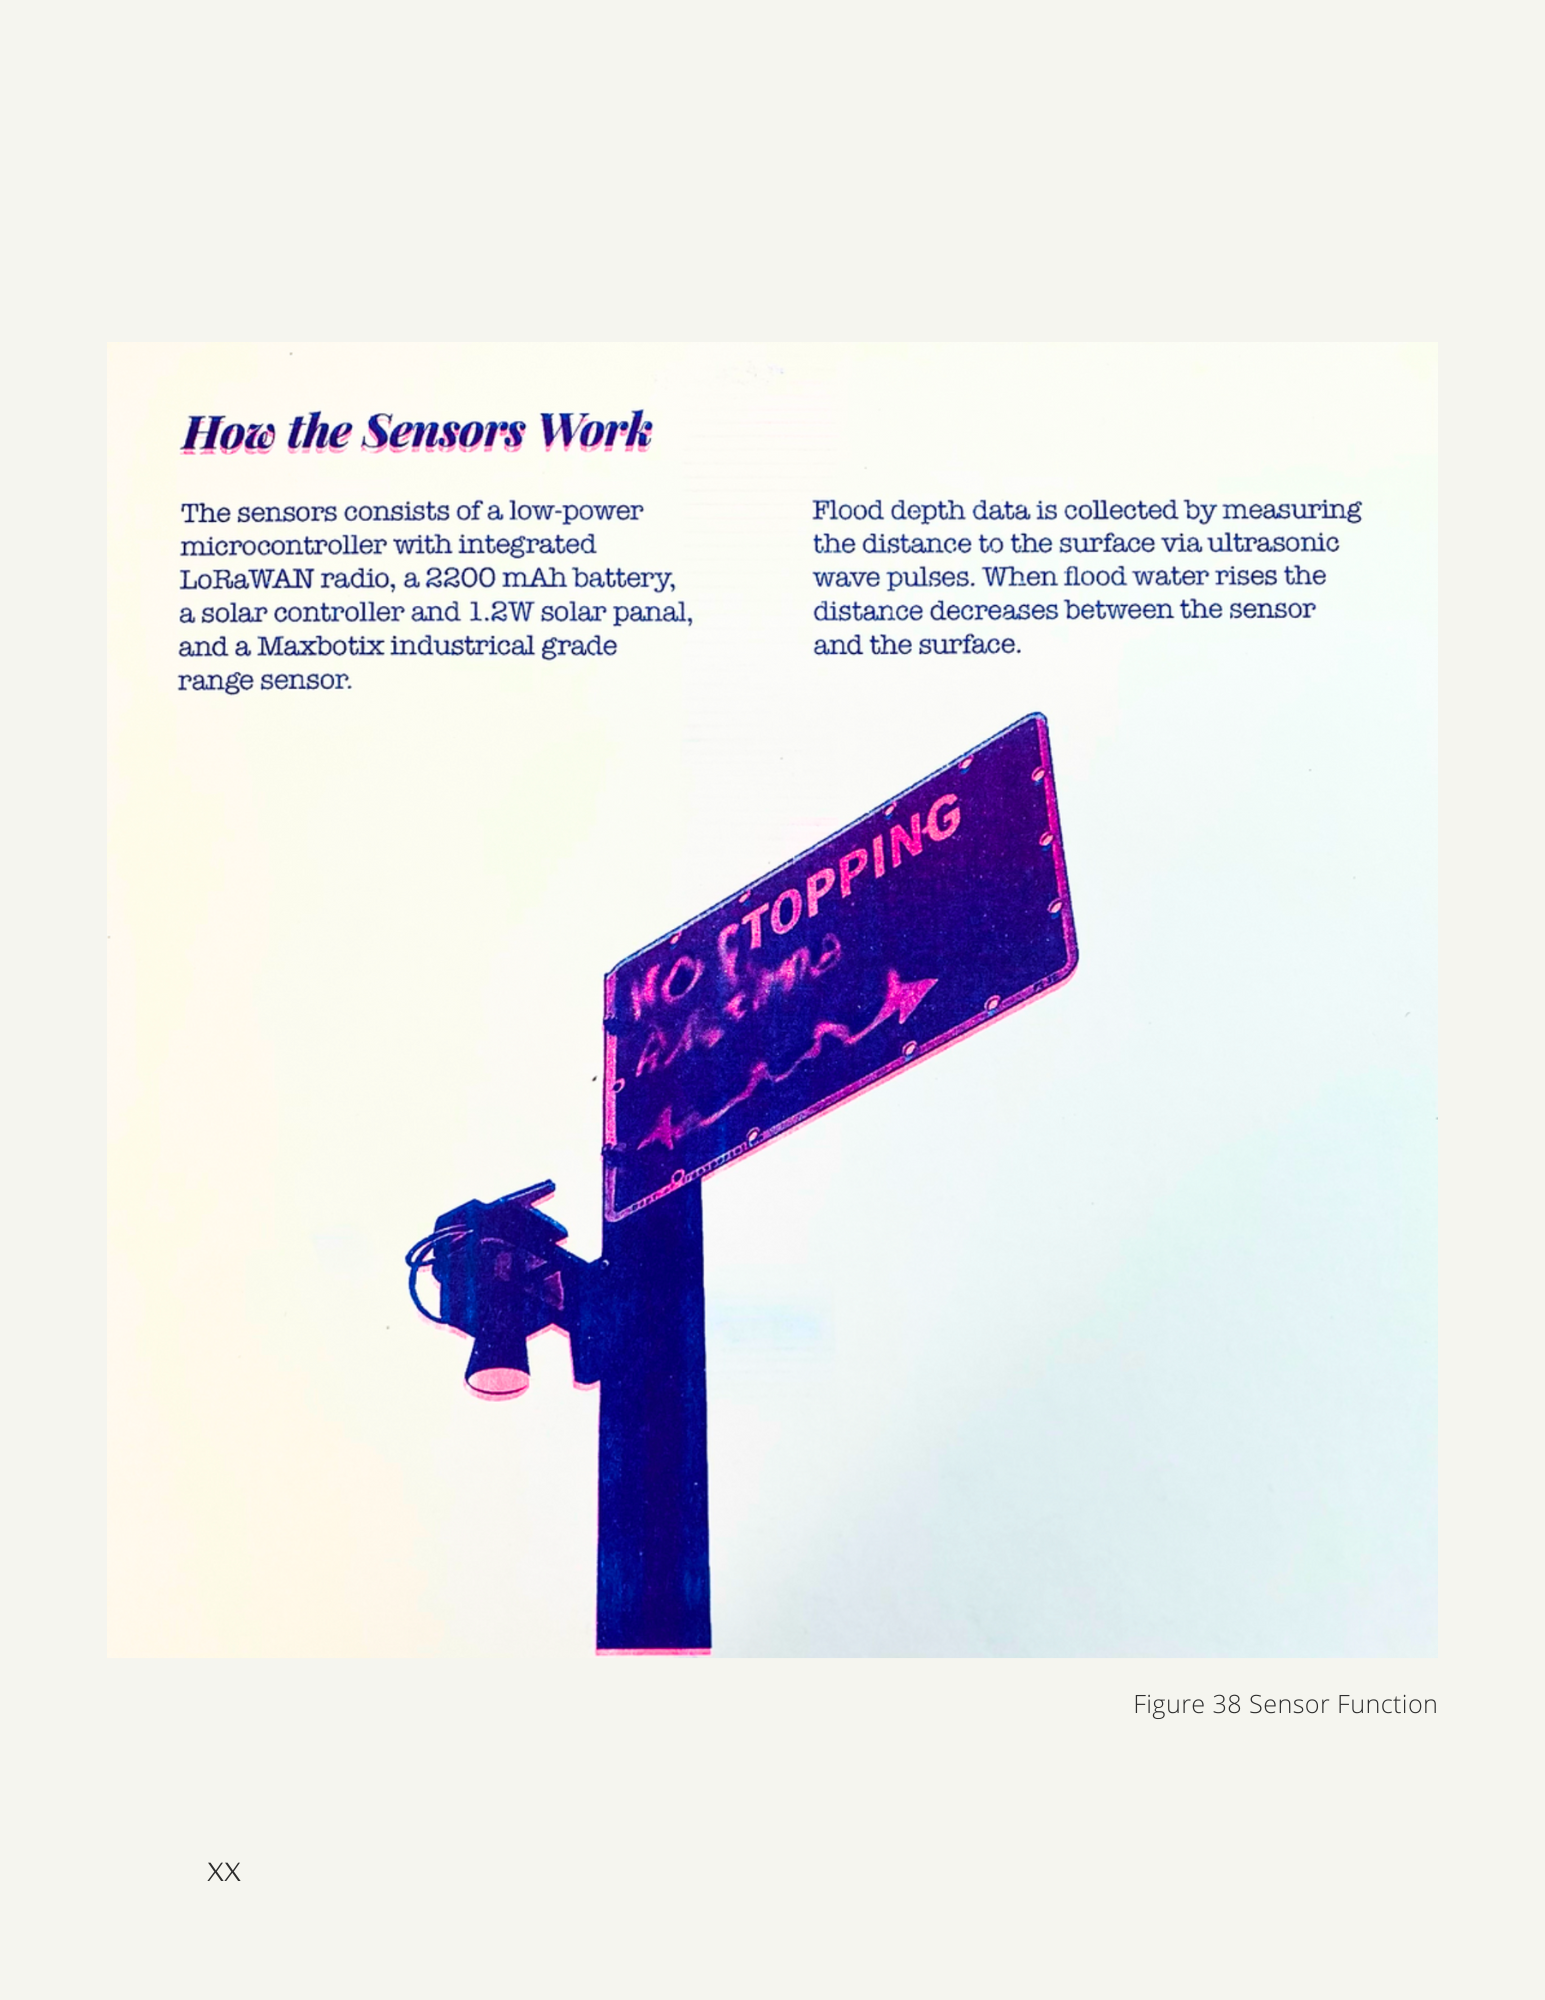 How the Sensors Work
The sensors consists of a low-power
microcontroller with integrated
LoRaWAN radio, a 2200 mAh battery,
a solar controller and 1.2W solar panal,
and a Maxbotix industrical grade
range sensor.
Flood depth data is collected by measuring
the distance to the surface via ultrasonic
wave pulses. When flood water rises the
distance decreases between the sensor
and the surface.
NO STOPPING
Figure 38 Sensor Function
XX